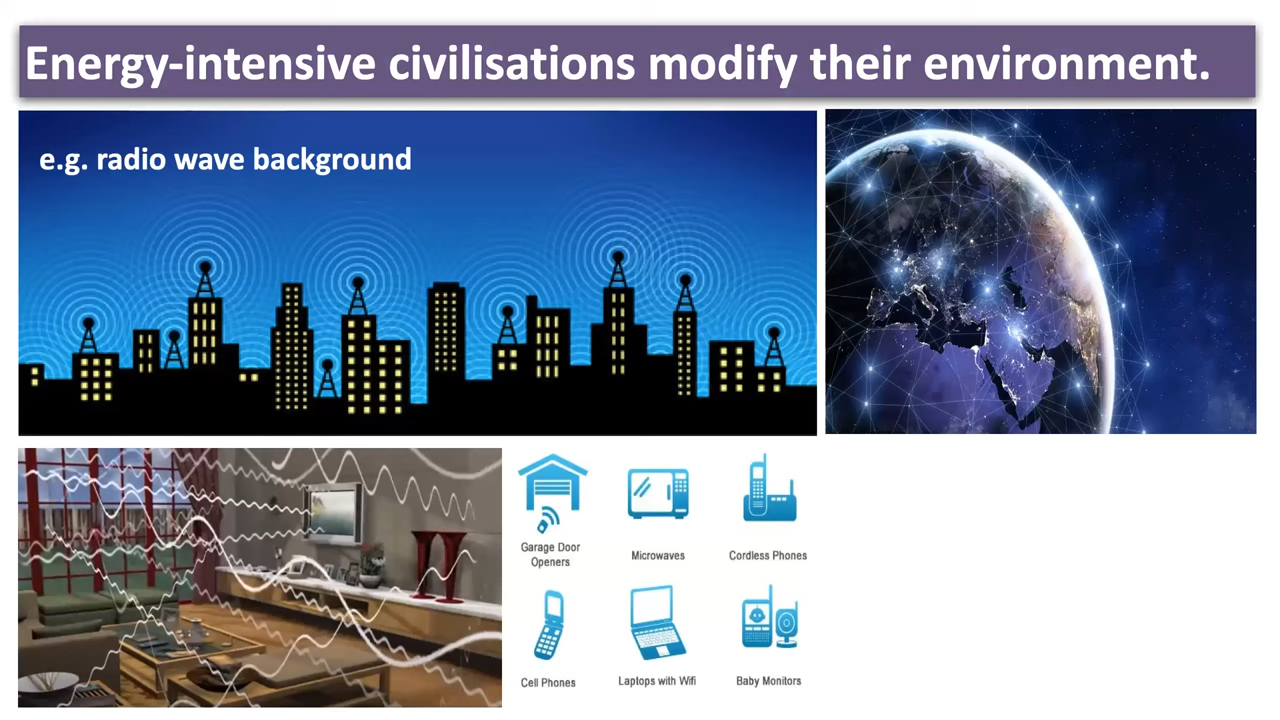 Energy-intensive civilisations modify their environment.
e.g. radio wave background
Garage Door
Openers
Microwaves
Cordless Phones
Cell Phones
Laptops with Wifi
Baby Monitors